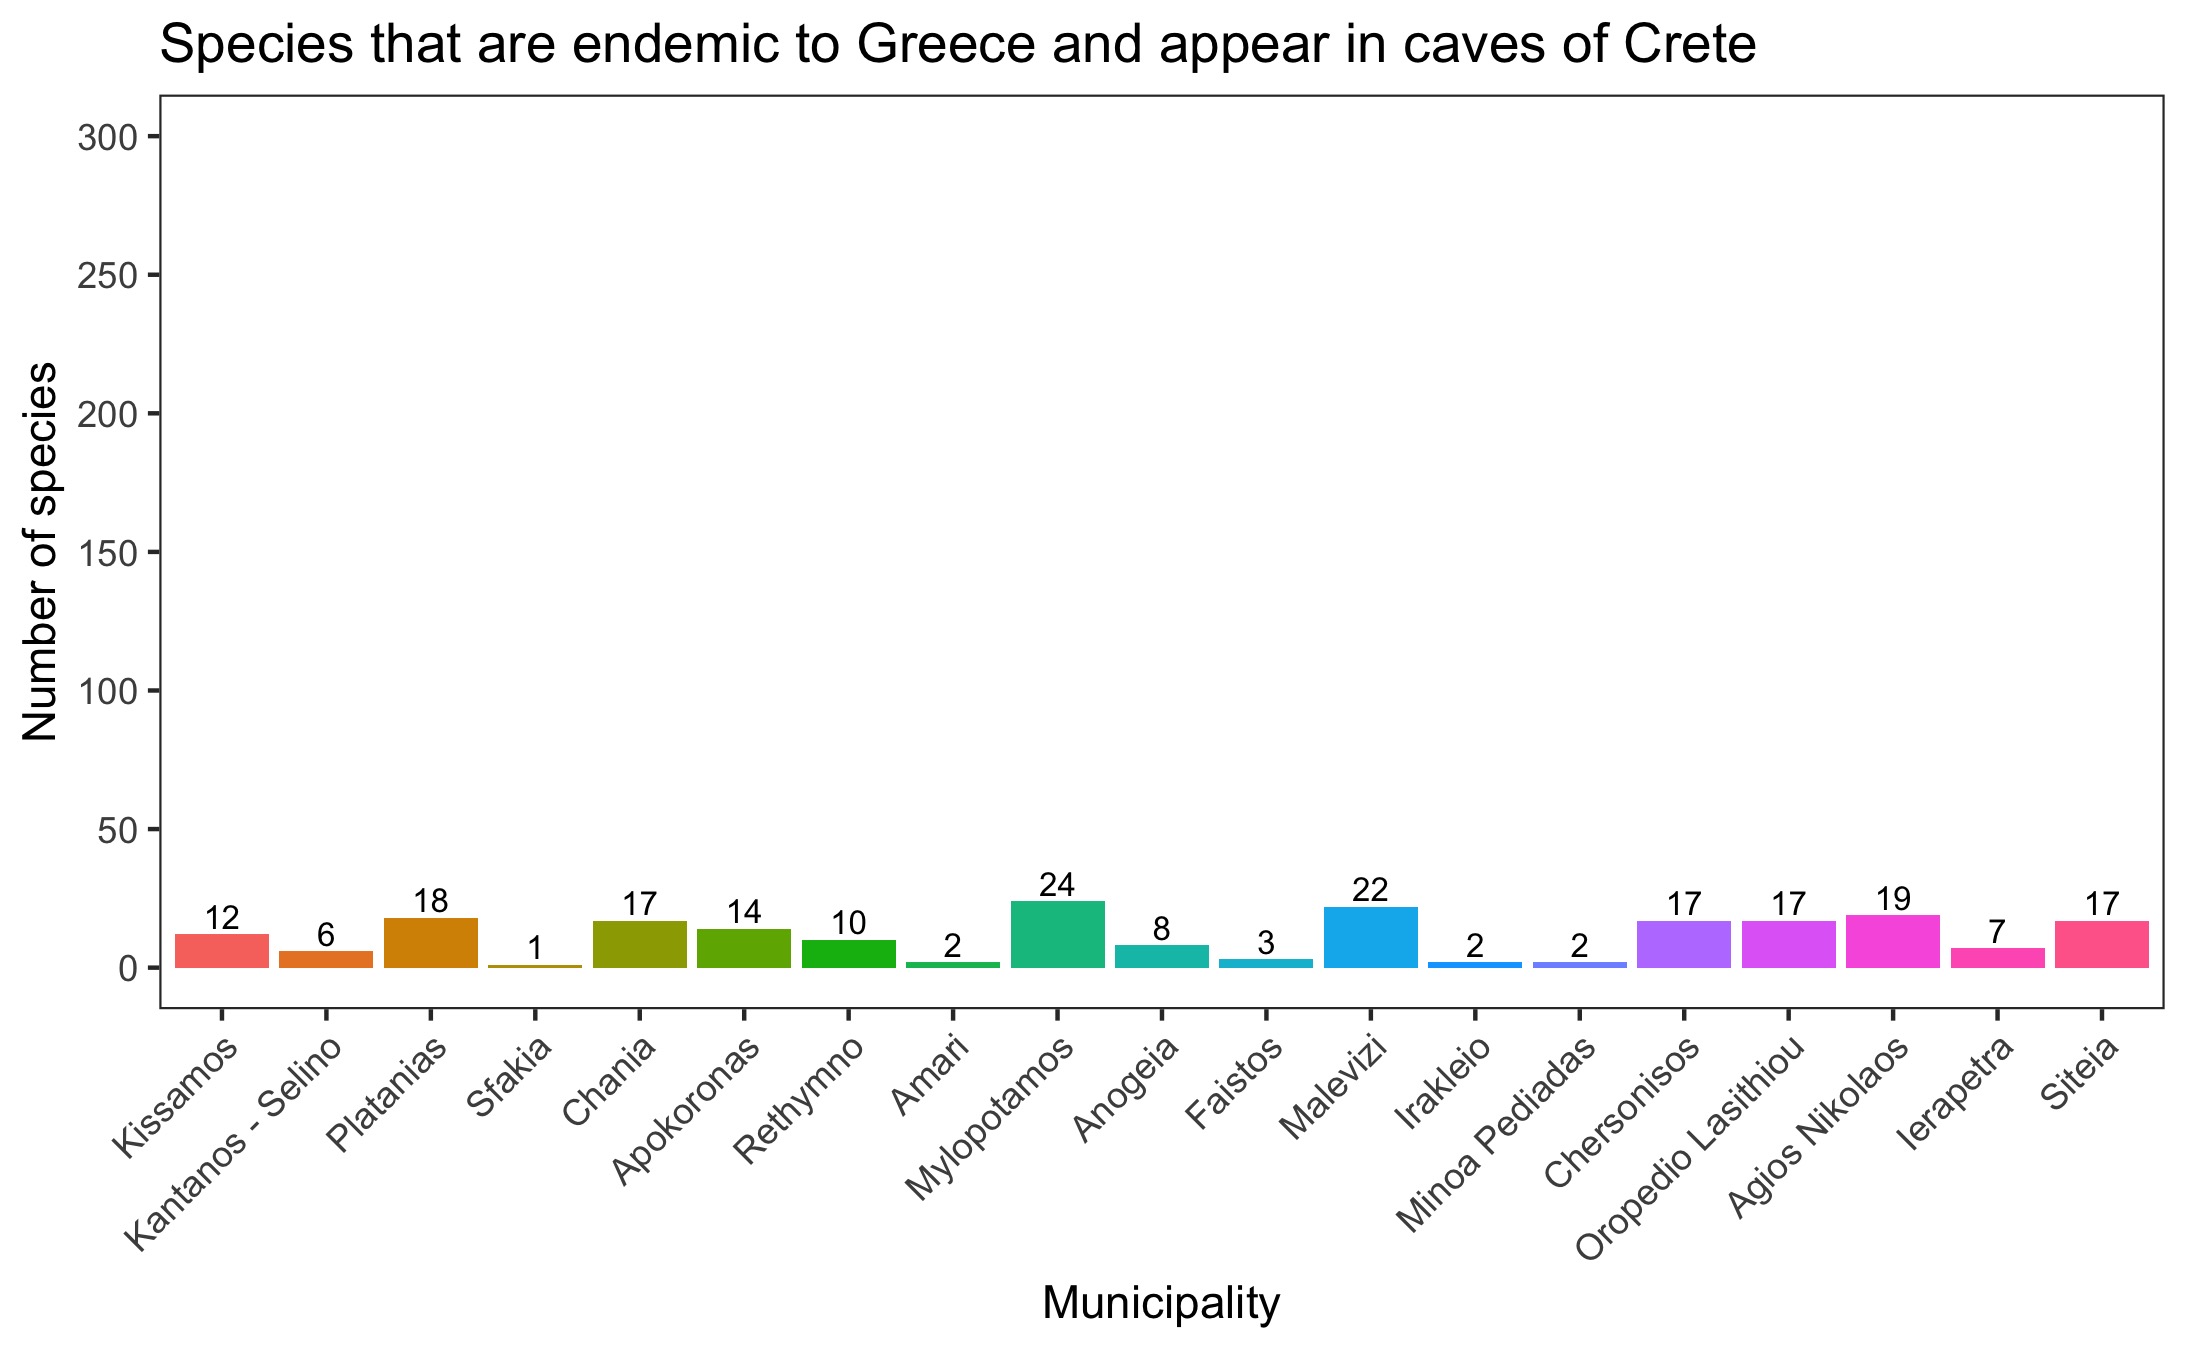 Species that are endemic to Greece and appear in caves of Crete
Number of species
300
250
200
150
100
50
0
12
6
18
1
17
14
10
2
24
8
3
22
2
2
17
17
19
7
17
Kissamos
Kantanos - Selino
Platanias
Sfakia
Chania
Apokoronas
Rethymno
Amari
Mylopotamos
Anogeia
Faistos
Malevizi
Irakleio
Minoa Pediadas
Chersonisos
Oropedio Lasithiou
Agios Nikolaos
Ierapetra
Siteia
Municipality